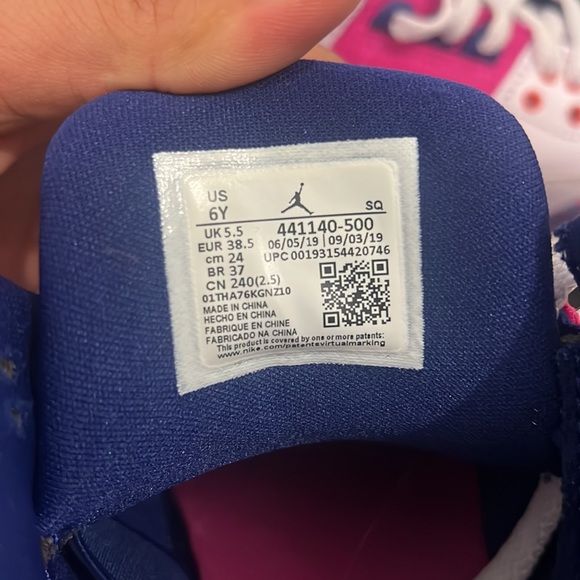 US
6Y
SQ
UK 5.5
441140-500
EUR 38.5
06/05/19 | 09/03/19
cm 24
UPC 00193154420746
BR 37
CN 240(2.5)
01THA76KGNZ10
MADE IN CHINA
HECHO EN CHINA
FABRIQUE EN CHINE
FABRICADO NA CHINA
This product is covered by one or more patents:
www.nike.com/patentsvirtualmarking